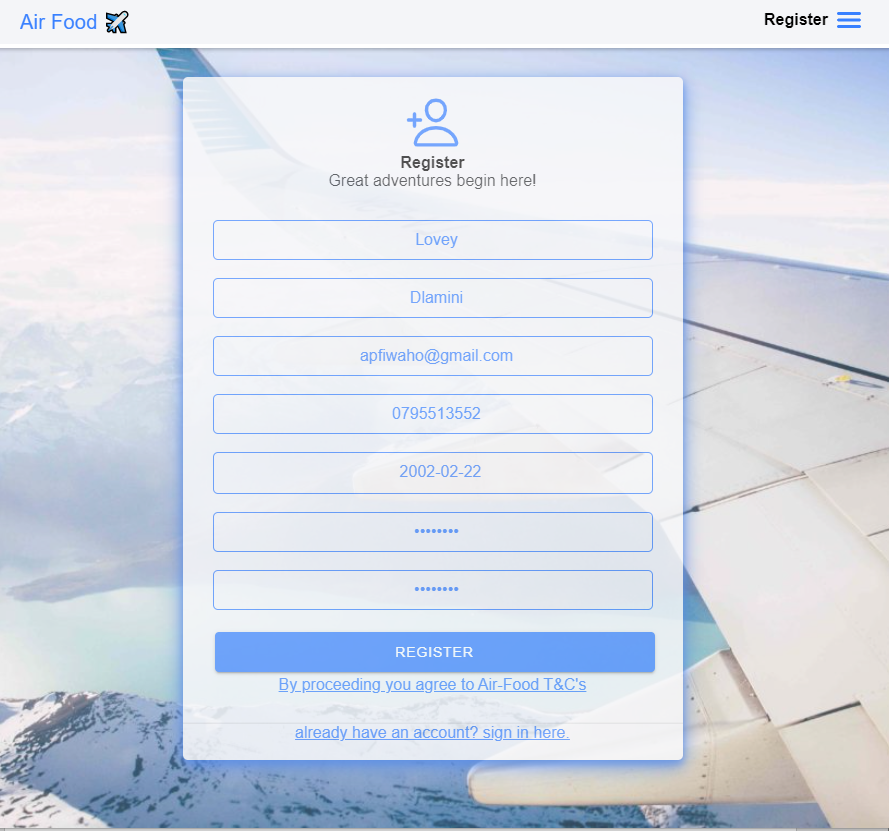 Air Food
Register
Register
Great adventures begin here!
Lovey
Dlamini
apfiwaho@gmail.com
0795513552
2002-02-22
••••••••
••••••••
REGISTER
By proceeding you agree to Air-Food T&C's
already have an account? sign in here.